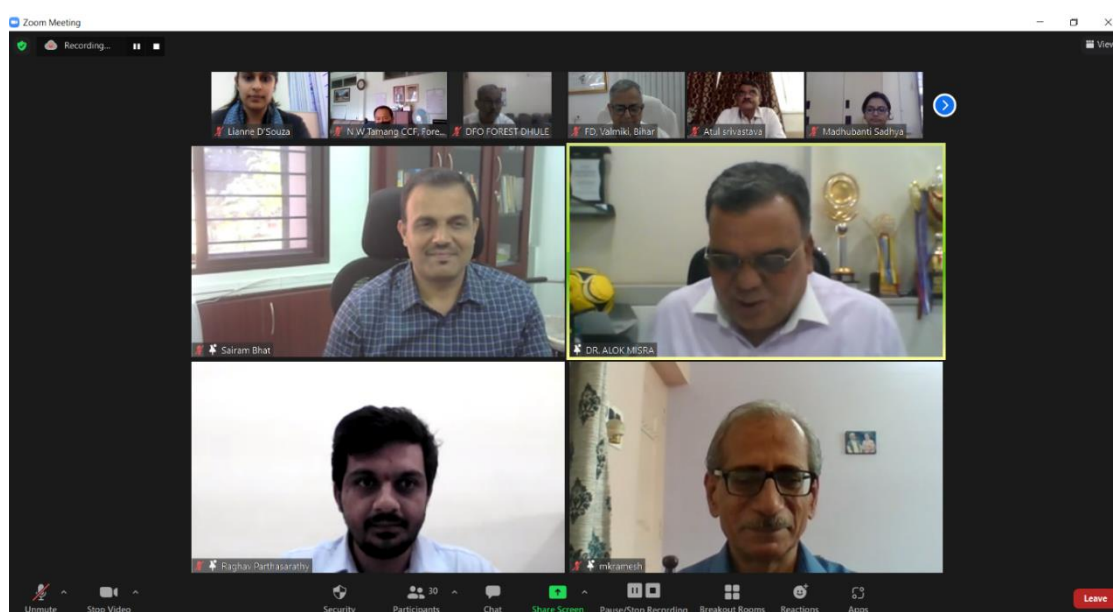 Zoom Meeting
Recording...
View
Lianne D'Souza
N.W Tamang CCF, Fore...
DFO FOREST DHULE
FD, Valmiki, Bihar
Atul srivastava
Madhubanti Sadhya
Sairam Bhat
DR. ALOK MISRA
Raghav Parthasarathy
mkramesh
Unmute
Stop Video
Security
30
Participants
Chat
Share Screen
Pause/Stop Recording
Breakout Rooms
Reactions
Apps
Leave